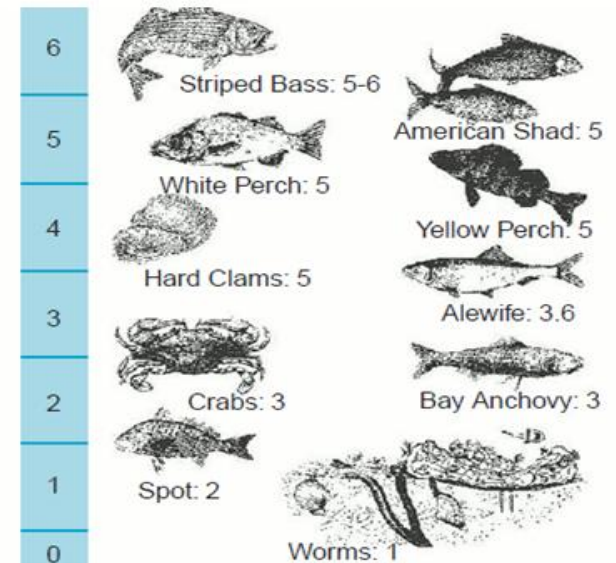 6
Striped Bass: 5-6
American Shad: 5
5
White Perch: 5
4
Yellow Perch: 5
Hard Clams: 5
3
Alewife: 3.6
2
Crabs: 3
Bay Anchovy: 3
1
Spot: 2
0
Worms: 1